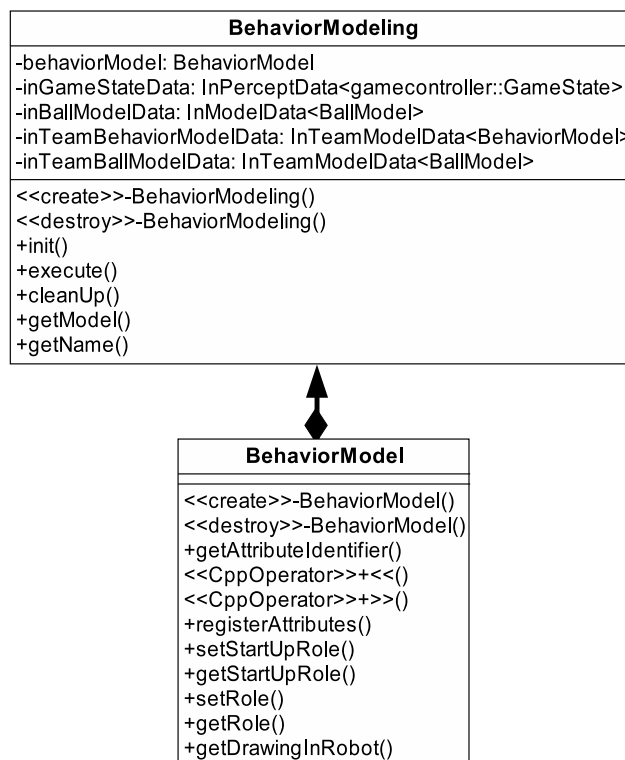 BehaviorModeling
-behaviorModel: BehaviorModel
-inGameStateData: InPerceptData<gamecontroller::GameState>
-inBallModelData: InModelData<BallModel>
-inTeamBehaviorModelData: InTeamModelData<BehaviorModel>
-inTeamBallModelData: InTeamModelData<BallModel>
<<create>>-BehaviorModeling()
<<destroy>>-BehaviorModeling()
+init()
+execute()
+cleanUp()
+getModel()
+getName()
BehaviorModel
<<create>>-BehaviorModel()
<<destroy>>-BehaviorModel()
+getAttributeIdentifier()
<<CppOperator>>+<<()
<<CppOperator>>+>>()
+registerAttributes()
+setStartUpRole()
+getStartUpRole()
+setRole()
+getRole()
+getDrawingInRobot()